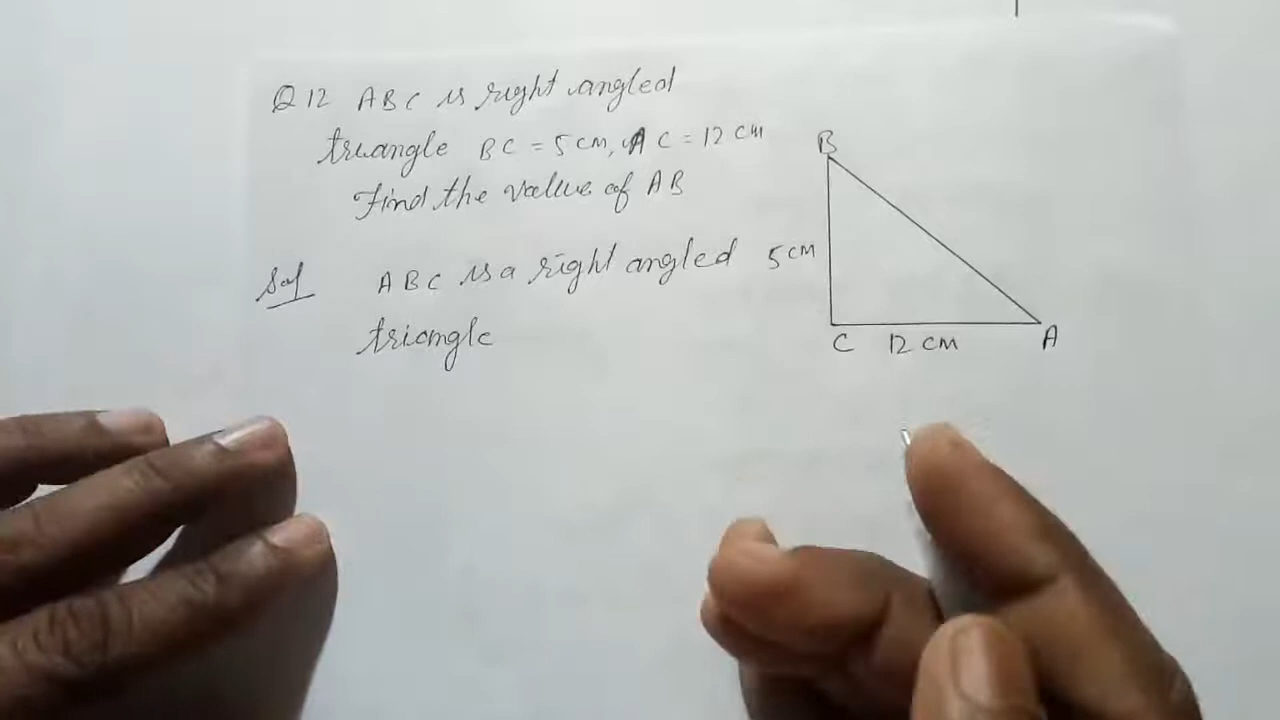 Q12 ABC is right angled
triangle BC = 5 cm, AC = 12 cm
Find the value of AB
Sol ABC is a right angled
triangle
B
5 cm
C 12 cm A